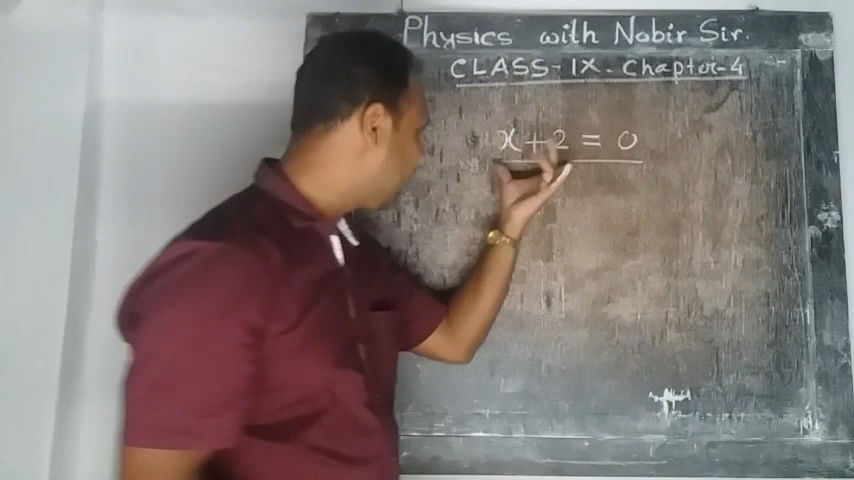 Physics with Nobir Sir.
CLASS-IX. Chapter-4
x+2=0